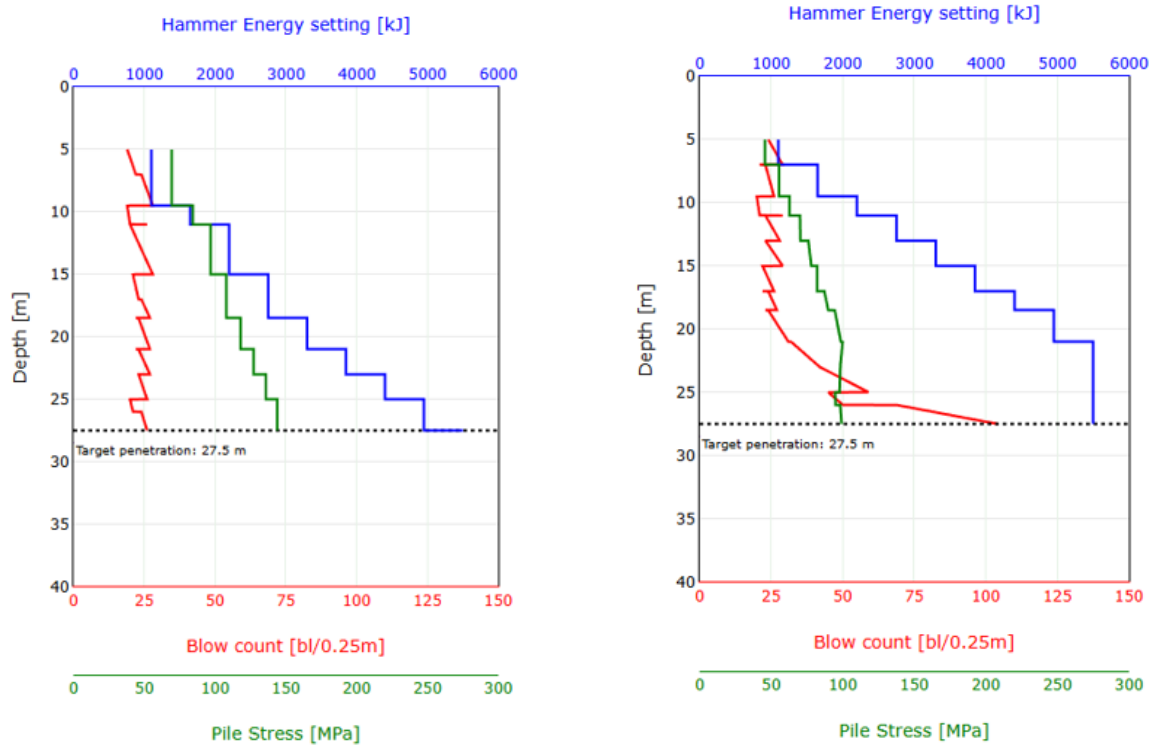 Hammer Energy setting [kJ]
0 1000 2000 3000 4000 5000 6000
0
5
10
15
20
25
30
35
40
Depth [m]
Target penetration: 27.5 m
0 25 50 75 100 125 150
Blow count [bl/0.25m]
0 50 100 150 200 250 300
Pile Stress [MPa]
Hammer Energy setting [kJ]
0 1000 2000 3000 4000 5000 6000
0
5
10
15
20
25
30
35
40
Depth [m]
Target penetration: 27.5 m
0 25 50 75 100 125 150
Blow count [bl/0.25m]
0 50 100 150 200 250 300
Pile Stress [MPa]